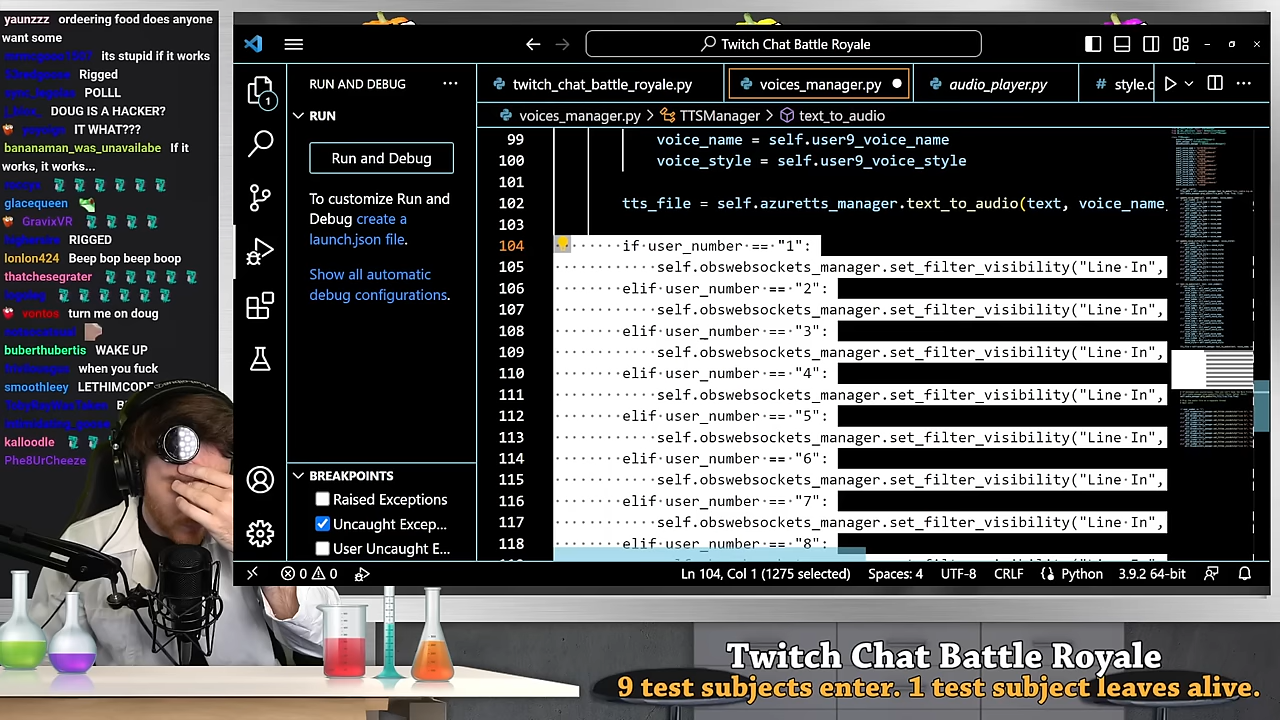 yaunzzz ordeering food does anyone
want some
its stupid if it works
Rigged
POLLL
DOUG IS A HACKER?
IT WHAT???
bananaman_was_unavailabe If it
works, it works...
glacequeen
GravixVR
RIGGED
lonlon424 Beep bop beep boop
thatchesegrater
vontos turn me on doug
buberthubertis WAKE UP
when you fuck
smoothleey LETHIMCODE
kalloodle
Phe8UrCheeze
Twitch Chat Battle Royale
RUN AND DEBUG ···
twitch_chat_battle_royale.py
voices_manager.py
audio_player.py
# style.c
voices_manager.py > TTSManager > text_to_audio
RUN
Run and Debug
To customize Run and
Debug create a
launch.json file.
Show all automatic
debug configurations.
BREAKPOINTS
Raised Exceptions
Uncaught Excep...
User Uncaught E...
1
99 voice_name = self.user9_voice_name
100 voice_style = self.user9_voice_style
101
102 tts_file = self.azuretts_manager.text_to_audio(text, voice_name
103
104 if user_number == "1":
105 self.obswebsockets_manager.set_filter_visibility("Line In",
106 elif user_number == "2":
107 self.obswebsockets_manager.set_filter_visibility("Line In",
108 elif user_number == "3":
109 self.obswebsockets_manager.set_filter_visibility("Line In",
110 elif user_number == "4":
111 self.obswebsockets_manager.set_filter_visibility("Line In",
112 elif user_number == "5":
113 self.obswebsockets_manager.set_filter_visibility("Line In",
114 elif user_number == "6":
115 self.obswebsockets_manager.set_filter_visibility("Line In",
116 elif user_number == "7":
117 self.obswebsockets_manager.set_filter_visibility("Line In",
118 elif user_number == "8":
0 0 Ln 104, Col 1 (1275 selected) Spaces: 4 UTF-8 CRLF Python 3.9.2 64-bit
Twitch Chat Battle Royale
9 test subjects enter. 1 test subject leaves alive.